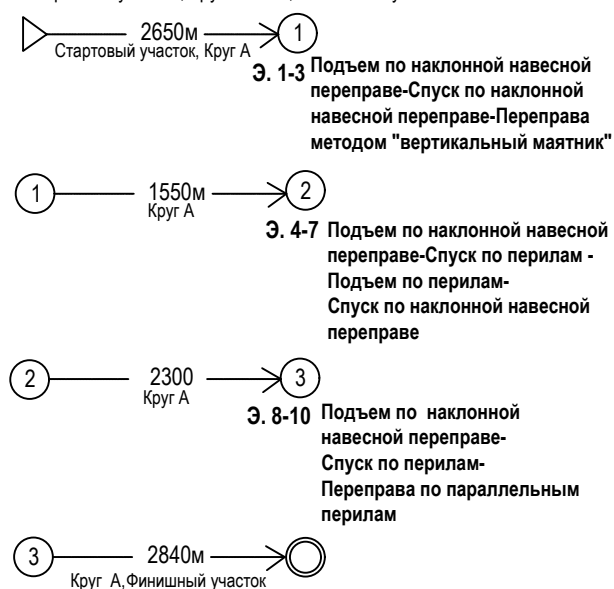 2650м
1
Стартовый участок, Круг А
Э. 1-3
Подъем по наклонной навесной
переправе-Спуск по наклонной
навесной переправе-Переправа
методом "вертикальный маятник"
1
1550м
2
Круг А
Э. 4-7
Подъем по наклонной навесной
переправе-Спуск по перилам -
Подъем по перилам-
Спуск по наклонной навесной
переправе
2
2300
3
Круг А
Э. 8-10
Подъем по наклонной
навесной переправе-
Спуск по перилам-
Переправа по параллельным
перилам
3
2840м
Круг А,Финишный участок